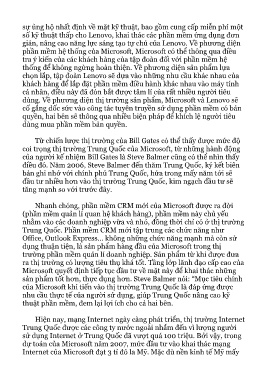 sự ủng hộ nhất định về mặt kỹ thuật, bao gồm cung cấp miễn phí một
số kỹ thuật thấp cho Lenovo, khai thác các phần mềm ứng dụng đơn
giản, nâng cao năng lực sáng tạo tự chủ của Lenovo. Về phương diện
phần mềm hệ thống của Microsoft, Microsoft có thể thông qua điều
tra ý kiến của các khách hàng của tập đoàn đối với phần mềm hệ
thống để không ngừng hoàn thiện. Về phương diện sản phẩm lựa
chọn lắp, tập đoàn Lenovo sẽ dựa vào những nhu cầu khác nhau của
khách hàng để lắp đặt phần mềm điều hành khác nhau vào máy tính
cá nhân, điều này đã đón bắt được tâm lí của rất nhiều người tiêu
dùng. Về phương diện thị trường sản phẩm, Microsoft và Lenovo sẽ
cố gắng dốc sức vào công tác tuyên truyền sử dụng phần mềm có bản
quyền, hai bên sẽ thông qua nhiều biện pháp để khích lệ người tiêu
dùng mua phần mềm bản quyền.
Từ chiến lược thị trường của Bill Gates có thể thấy được mức độ
coi trọng thị trường Trung Quốc của Microsoft, từ những hành động
của người kế nhiệm Bill Gates là Steve Balmer cũng có thể nhìn thấy
điều đó. Năm 2006, Steve Balmer đến thăm Trung Quốc, ký kết biên
bản ghi nhớ với chính phủ Trung Quốc, hứa trong mấy năm tới sẽ
đầu tư nhiều hơn vào thị trường Trung Quốc, kim ngạch đầu tư sẽ
tăng mạnh so với trước đây.
Nhanh chóng, phần mềm CRM mới của Microsoft được ra đời
(phần mềm quản lí quan hệ khách hàng), phần mềm này chủ yếu
nhằm vào các doanh nghiệp vừa và nhỏ, đồng thời chỉ có ở thị trường
Trung Quốc. Phần mềm CRM mới tập trung các chức năng như
Office, Outlook Express... không những chức năng mạnh mà còn sử
dụng thuận tiện, là sản phẩm hàng đầu của Microsoft trong thị
trường phần mềm quản lí doanh nghiệp. Sản phẩm từ khi được đưa
ra thị trường có lượng tiêu thụ khá tốt. Tầng lớp lãnh đạo cấp cao của
Microsoft quyết định tiếp tục đầu tư về mặt này để khai thác những
sản phẩm tốt hơn, thực dụng hơn. Steve Balmer nói: "Mục tiêu chính
của Microsoft khi tiến vào thị trường Trung Quốc là đáp ứng được
nhu cầu thực tế của người sử dụng, giúp Trung Quốc nâng cao kỹ
thuật phần mềm, đem lại lợi ích cho cả hai bên.
Hiện nay, mạng Internet ngày càng phát triển, thị trường Internet
Trung Quốc được các công ty nước ngoài nhắm đến vì lượng người
sử dụng Internet ở Trung Quốc đã vượt quá 100 triệu. Bởi vậy, trong
dự toán của Microsoft năm 2007, mức đầu tư vào khai thác mạng
Internet của Microsoft đạt 3 tỉ đô la Mỹ. Mặc dù nền kinh tế Mỹ mấy